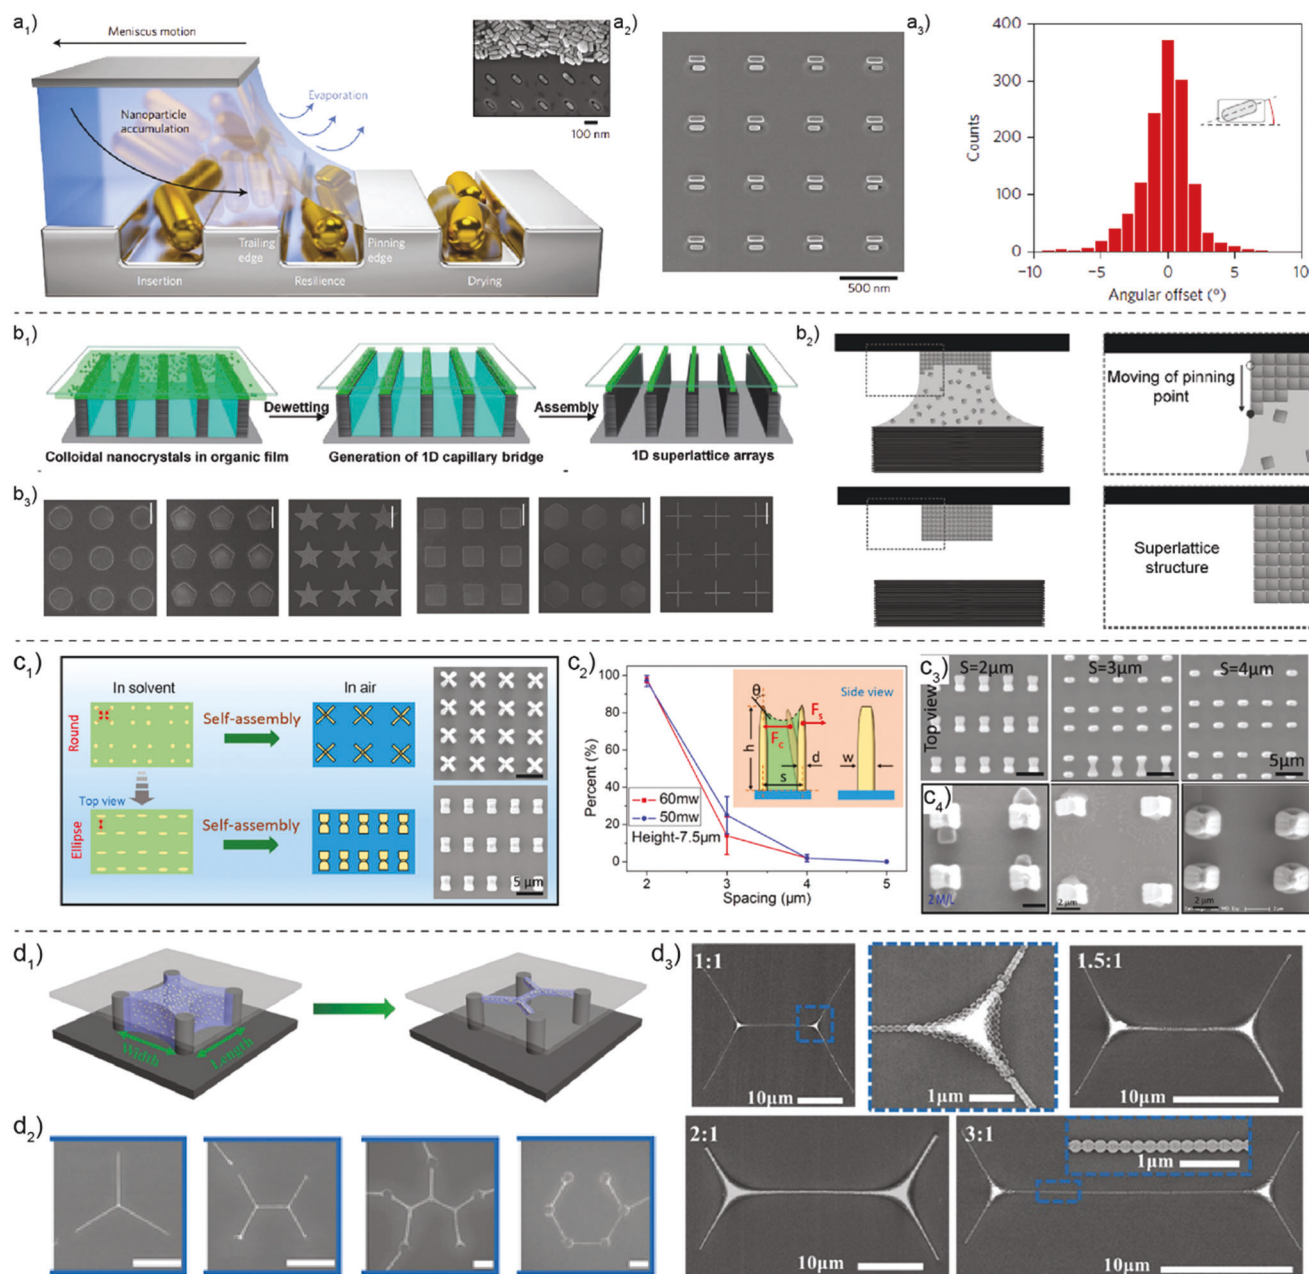 a1)
Meniscus motion
Nanoparticle
accumulation
Evaporation
Trailing
edge
Pinning
edge
Insertion
Resilience
Drying
100 nm
a2)
500 nm
a3)
400
300
200
100
0
Counts
−10
−5
0
5
10
Angular offset (°)
b1)
Dewetting
Assembly
Colloidal nanocrystals in organic film
Generation of 1D capillary bridge
1D superlattice arrays
b2)
Moving of pinning
point
Superlattice
structure
b3)
c1)
In solvent
In air
Round
Self-assembly
Top view
Ellipse
Self-assembly
5 μm
c2)
100
80
60
40
20
0
Percent (%)
2
3
4
5
Spacing (μm)
60mw
50mw
Height-7.5μm
Side view
θ
Fs
Fc
h
d
w
s
c3)
S=2μm
S=3μm
S=4μm
Top view
5μm
c4)
2 M/L
2 μm
2 μm
d1)
Width
Length
d2)
d3)
1:1
10μm
1μm
1.5:1
10μm
2:1
10μm
3:1
1μm
10μm